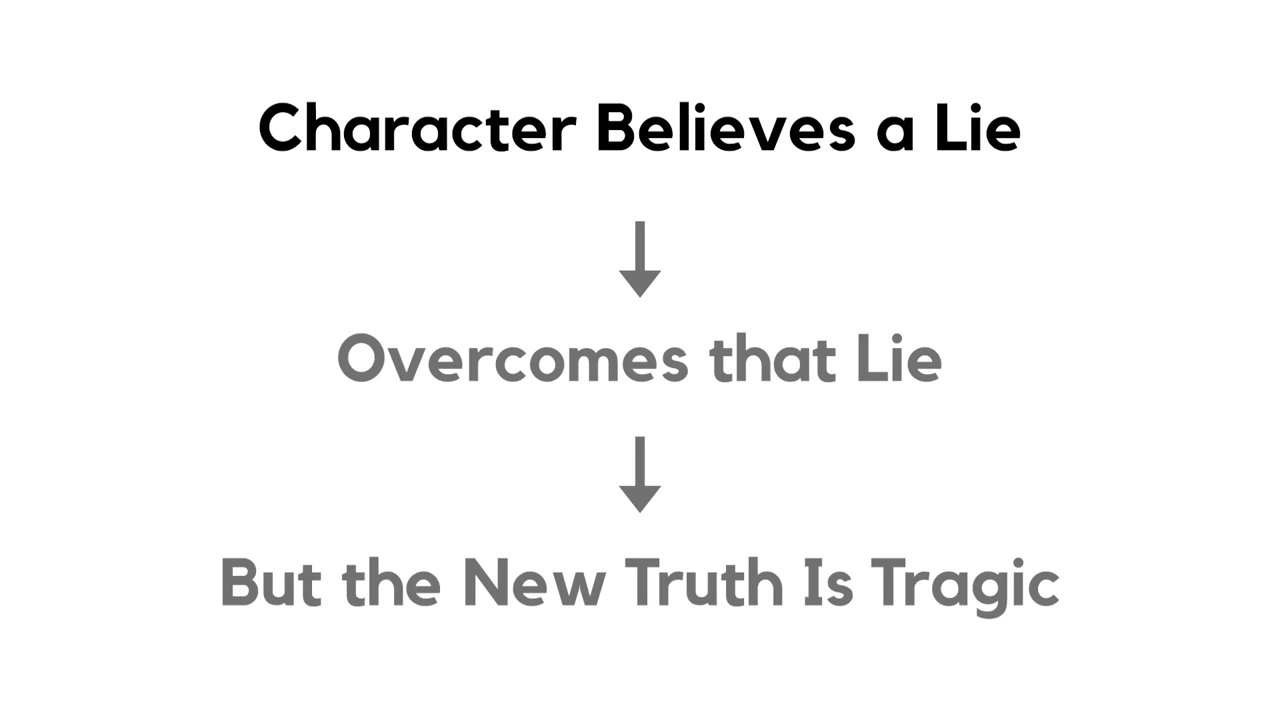 Character Believes a Lie
Overcomes that Lie
But the New Truth Is Tragic